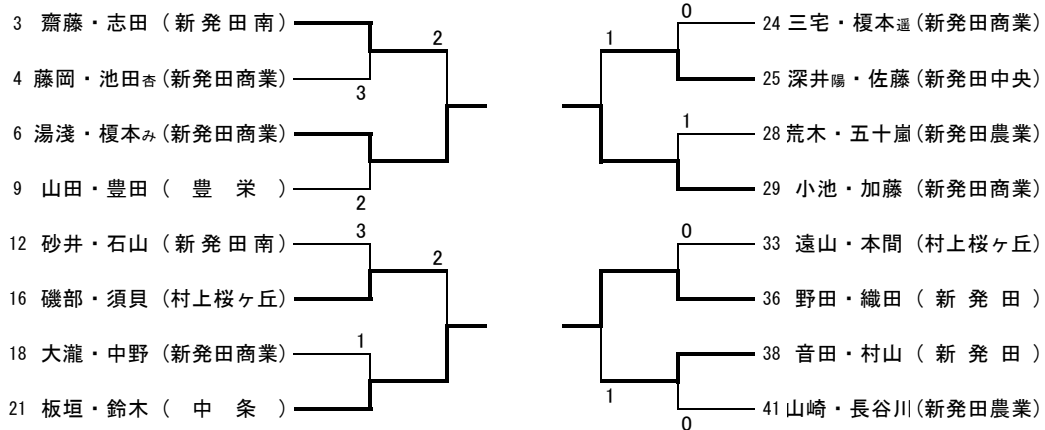 3 齋藤・志田 (新発田南)
2
4 藤岡・池田杏 (新発田商業)
3
6 湯淺・榎本み (新発田商業)
9 山田・豊田 (豊栄)
2
12 砂井・石山 (新発田南)
3
2
16 磯部・須貝 (村上桜ヶ丘)
18 大瀧・中野 (新発田商業)
1
21 板垣・鈴木 (中条)
0
24 三宅・榎本遥 (新発田商業)
1
25 深井陽・佐藤 (新発田中央)
1
28 荒木・五十嵐 (新発田農業)
29 小池・加藤 (新発田商業)
0
33 遠山・本間 (村上桜ヶ丘)
36 野田・織田 (新発田)
38 音田・村山 (新発田)
1
41 山崎・長谷川 (新発田農業)
0